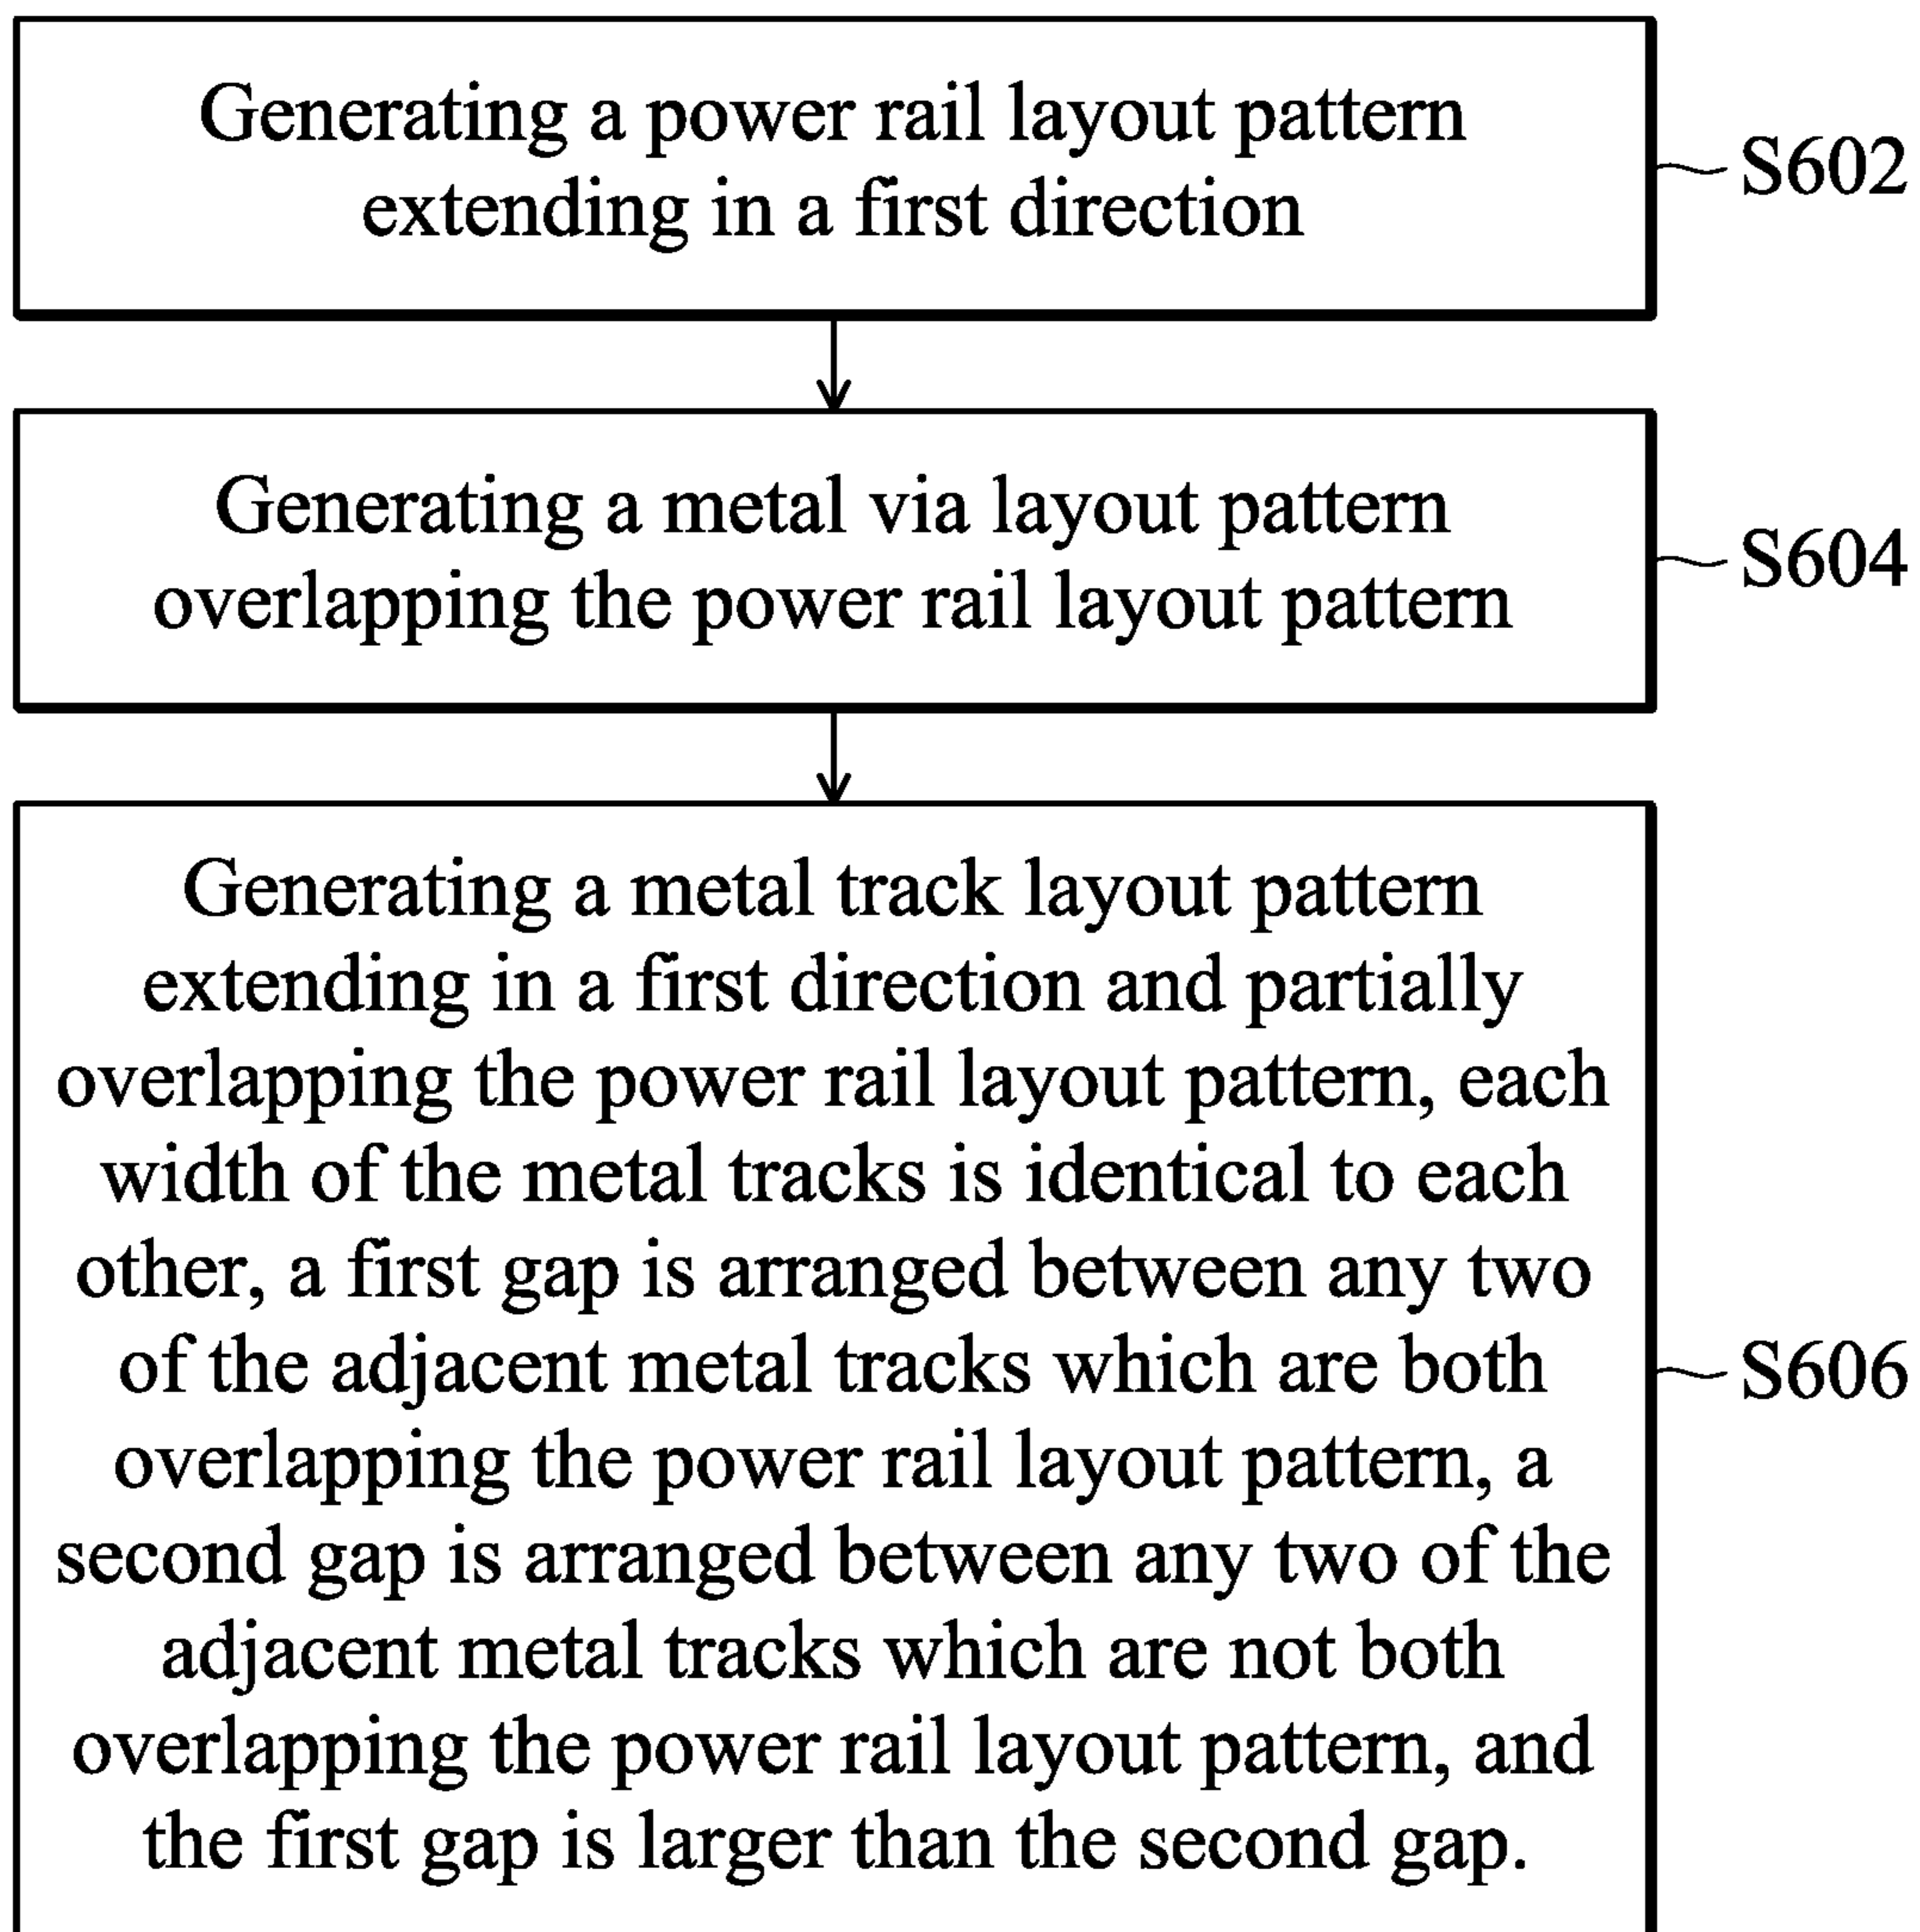 Generating a power rail layout pattern
extending in a first direction
S602
Generating a metal via layout pattern
overlapping the power rail layout pattern
S604
Generating a metal track layout pattern
extending in a first direction and partially
overlapping the power rail layout pattern, each
width of the metal tracks is identical to each
other, a first gap is arranged between any two
of the adjacent metal tracks which are both
overlapping the power rail layout pattern, a
second gap is arranged between any two of the
adjacent metal tracks which are not both
overlapping the power rail layout pattern, and
the first gap is larger than the second gap.
S606